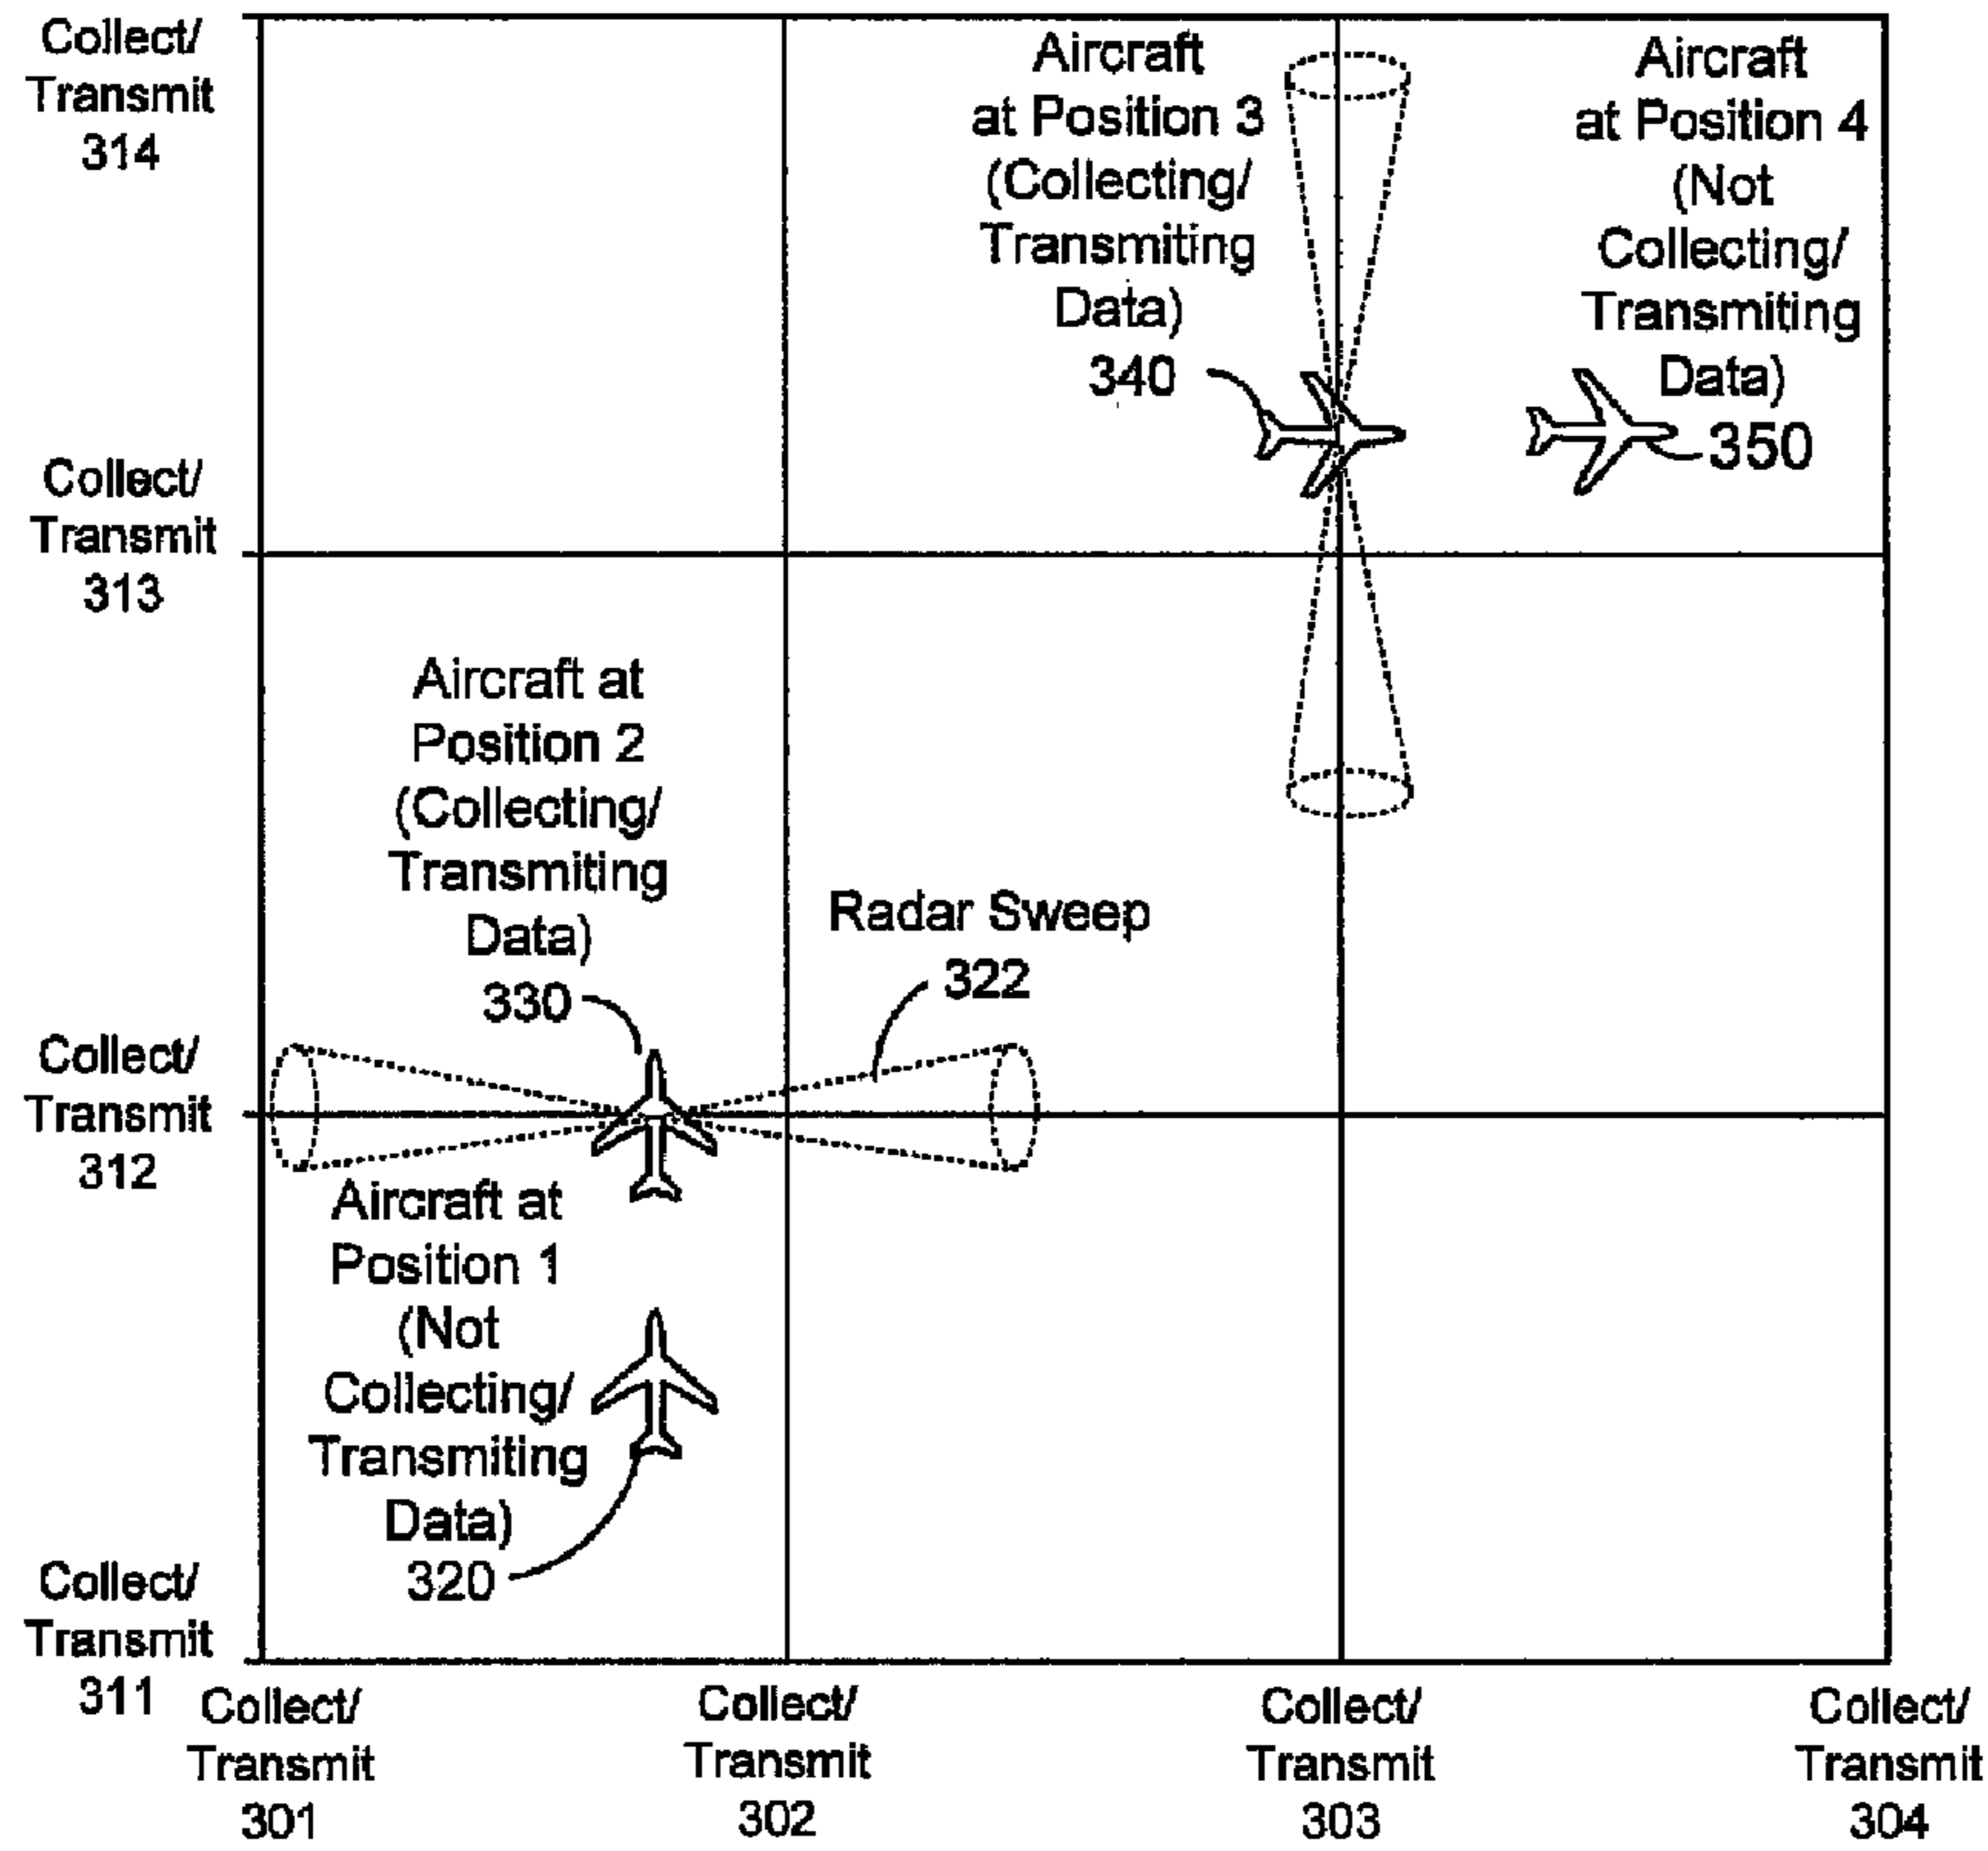 Collect/
Transmit
314
Aircraft
at Position 3
(Collecting/
Transmiting
Data)
340
Aircraft
at Position 4
(Not
Collecting/
Transmiting
Data)
350
Collect/
Transmit
313
Aircraft at
Position 2
(Collecting/
Transmiting
Data)
330
Radar Sweep
322
Collect/
Transmit
312
Aircraft at
Position 1
(Not
Collecting/
Transmiting
Data)
320
Collect/
Transmit
311
Collect/
Transmit
301
Collect/
Transmit
302
Collect/
Transmit
303
Collect/
Transmit
304